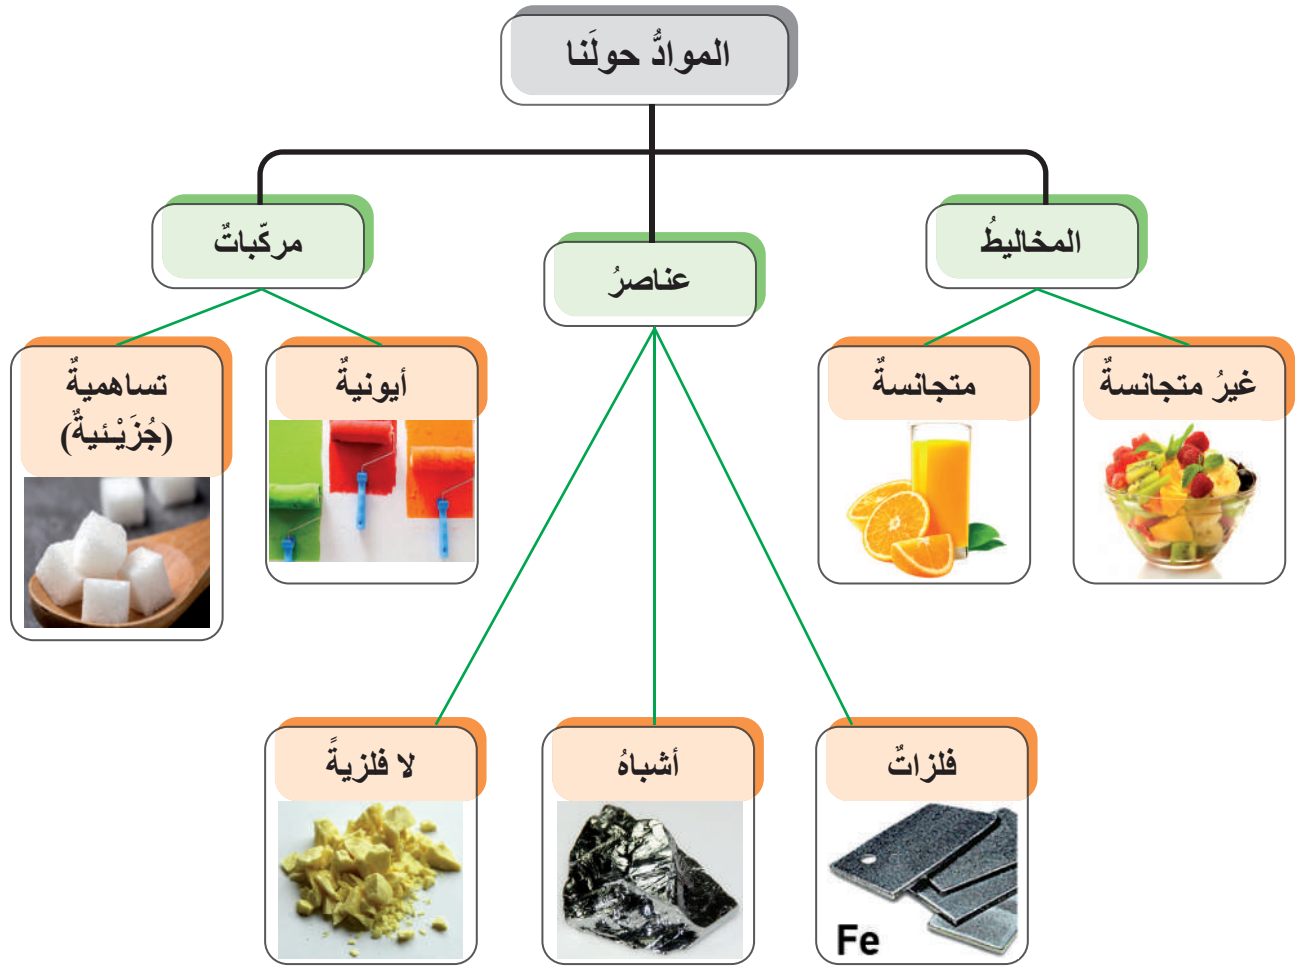 الموادُّ حولَنا
المخاليطُ
عناصرُ
مركّباتٌ
غيرُ متجانسةٌ
متجانسةٌ
أيونيةٌ
تساهميةٌ
(جُزَيْئيةٌ)
فلزاتٌ
أشباهُ
لا فلزيةً
Fe